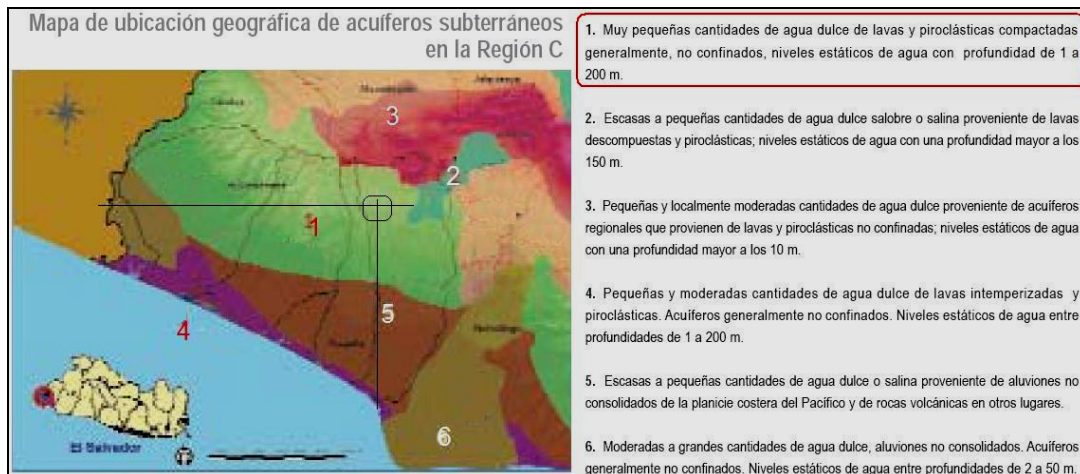 Mapa de ubicación geográfica de acuíferos subterráneos
en la Región C
1. Muy pequeñas cantidades de agua dulce de lavas y piroclásticas compactadas
generalmente, no confinados, niveles estáticos de agua con profundidad de 1 a
200 m.
2. Escasas a pequeñas cantidades de agua dulce salobre o salina proveniente de lavas
descompuestas y piroclásticas; niveles estáticos de agua con una profundidad mayor a los
150 m.
3. Pequeñas y localmente moderadas cantidades de agua dulce proveniente de acuíferos
regionales que provienen de lavas y piroclásticas no confinadas; niveles estáticos de agua
con una profundidad mayor a los 10 m.
4. Pequeñas y moderadas cantidades de agua dulce de lavas intemperizadas y
piroclásticas. Acuíferos generalmente no confinados. Niveles estáticos de agua entre
profundidades de 1 a 200 m.
5. Escasas a pequeñas cantidades de agua dulce o salina proveniente de aluviones no
consolidados de la planicie costera del Pacífico y de rocas volcánicas en otros lugares.
6. Moderadas a grandes cantidades de agua dulce, aluviones no consolidados. Acuíferos
generalmente no confinados. Niveles estáticos de agua entre profundidades de 2 a 50 m.
3
2
1
5
4
6
El Salvador